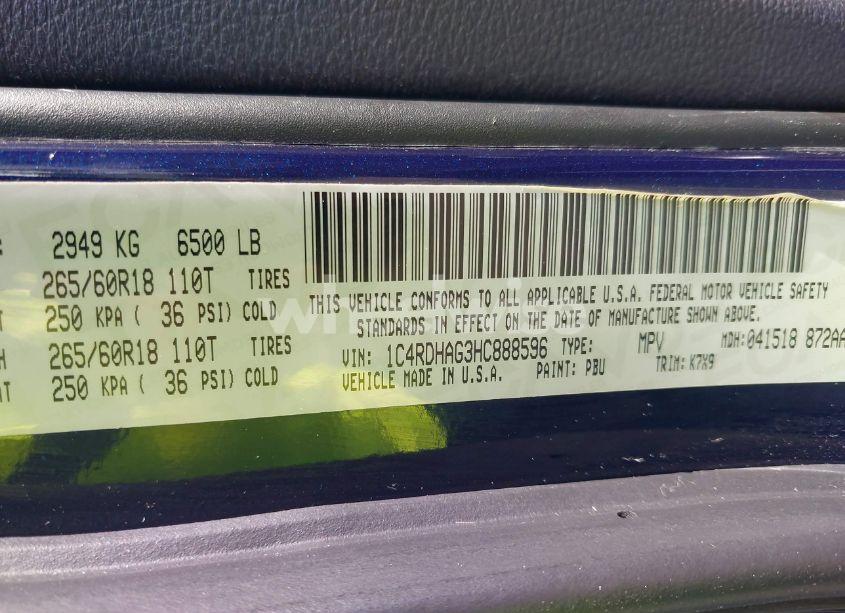 2949 KG 6500 LB
265/60R18 110T TIRES
250 KPA ( 36 PSI) COLD
265/60R18 110T TIRES
250 KPA ( 36 PSI) COLD
THIS VEHICLE CONFORMS TO ALL APPLICABLE U.S.A. FEDERAL MOTOR VEHICLE SAFETY
STANDARDS IN EFFECT ON THE DATE OF MANUFACTURE SHOWN ABOVE.
VIN: 1C4RDHAG3HC888596 TYPE: MPV MDH: 041518 872AA
VEHICLE MADE IN U.S.A. PAINT: PBU TRIM: K7X9